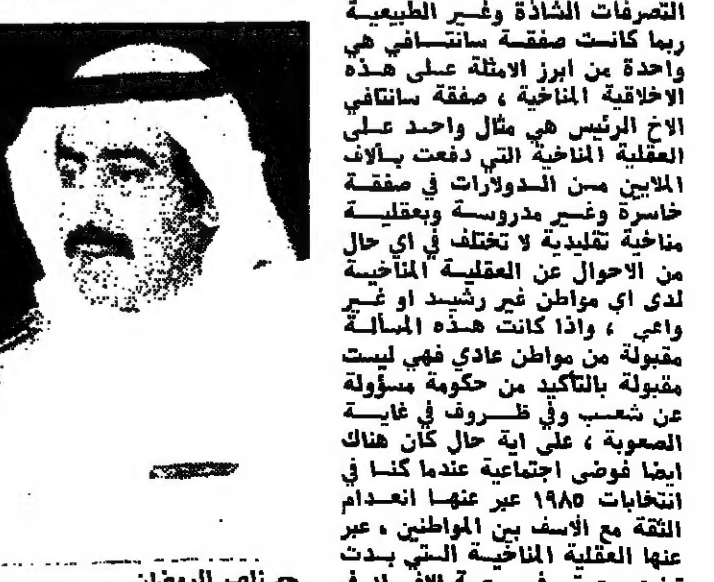 التصرفات الشاذة وغير الطبيعية
ربما كانت صفقة سانتافي هي
واحدة من ابرز الامثلة على هذه
الاخلاقية المناخية ، صفقة سانتافي
الاخ الرئيس هي مثال واحد على
العقلية المناخية التي دفعت بآلاف
الملايين من الدولارات في صفقة
خاسرة وغير مدروسة وبعقلية
مناخية تقليدية لا تختلف في اي حال
من الاحوال عن العقلية المناخية
لدى اي مواطن غير رشيد او غير
واعي ، واذا كانت هذه المسألة
مقبولة من مواطن عادي فهي ليست
مقبولة بالتأكيد من حكومة مسؤولة
عن شعب وفي ظروف في غاية
الصعوبة ، على اية حال كان هناك
ايضا فوضى اجتماعية عندما كنا في
انتخابات ١٩٨٥ عبر عنها انعدام
الثقة مع الأسف بين المواطنين ، عبر
عنها العقلية المناخية التي بدت
ناصر الروضان